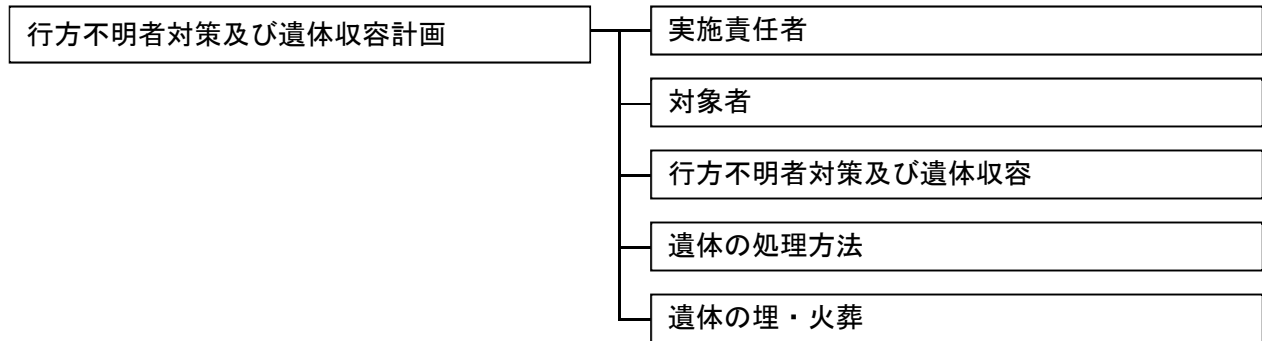 行方不明者対策及び遺体収容計画
実施責任者
対象者
行方不明者対策及び遺体収容
遺体の処理方法
遺体の埋・火葬